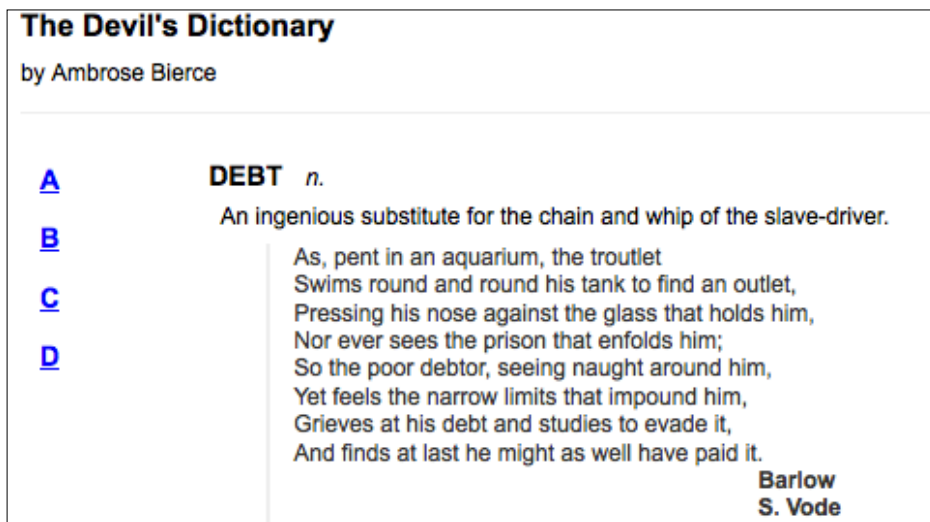 The Devil's Dictionary
by Ambrose Bierce
A
B
C
D
DEBT n.
An ingenious substitute for the chain and whip of the slave-driver.
As, pent in an aquarium, the troutlet
Swims round and round his tank to find an outlet,
Pressing his nose against the glass that holds him,
Nor ever sees the prison that enfolds him;
So the poor debtor, seeing naught around him,
Yet feels the narrow limits that impound him,
Grieves at his debt and studies to evade it,
And finds at last he might as well have paid it.
Barlow
S. Vode